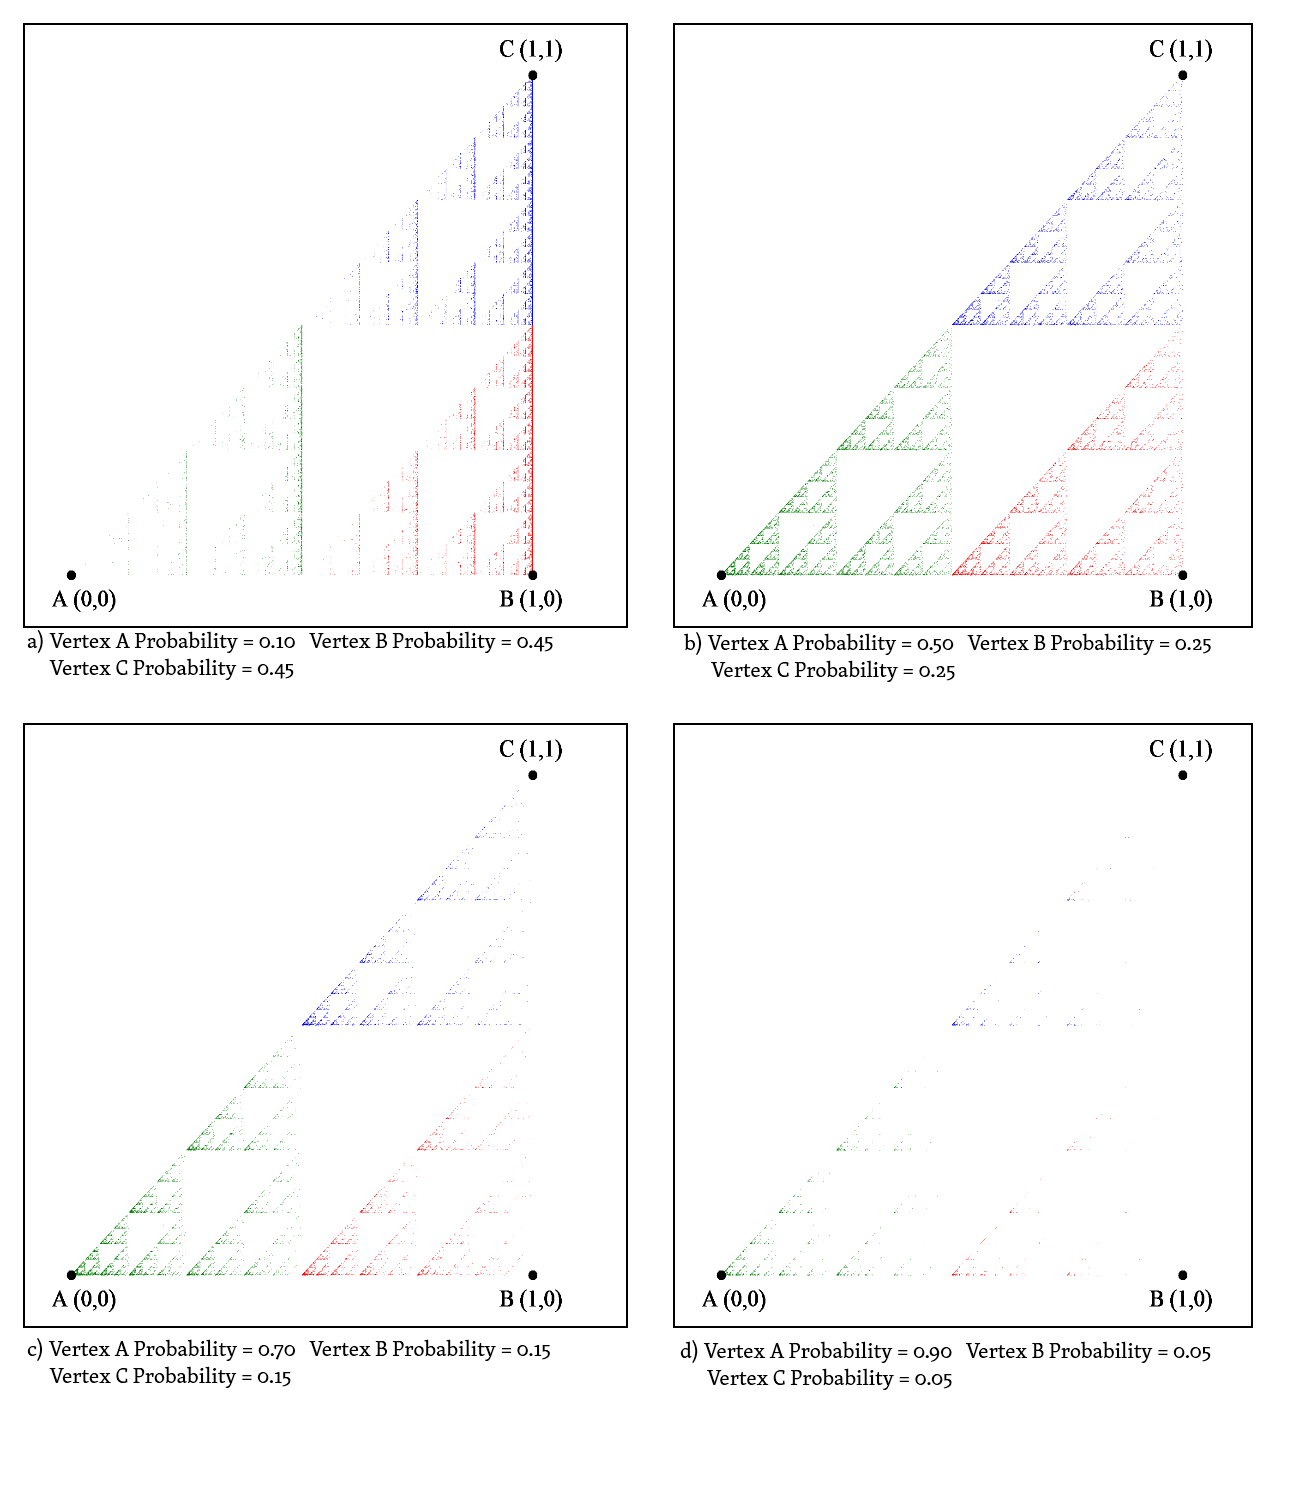 C (1,1)
A (0,0)
B (1,0)
a) Vertex A Probability = 0.10 Vertex B Probability = 0.45
Vertex C Probability = 0.45
C (1,1)
A (0,0)
B (1,0)
b) Vertex A Probability = 0.50 Vertex B Probability = 0.25
Vertex C Probability = 0.25
C (1,1)
A (0,0)
B (1,0)
c) Vertex A Probability = 0.70 Vertex B Probability = 0.15
Vertex C Probability = 0.15
C (1,1)
A (0,0)
B (1,0)
d) Vertex A Probability = 0.90 Vertex B Probability = 0.05
Vertex C Probability = 0.05